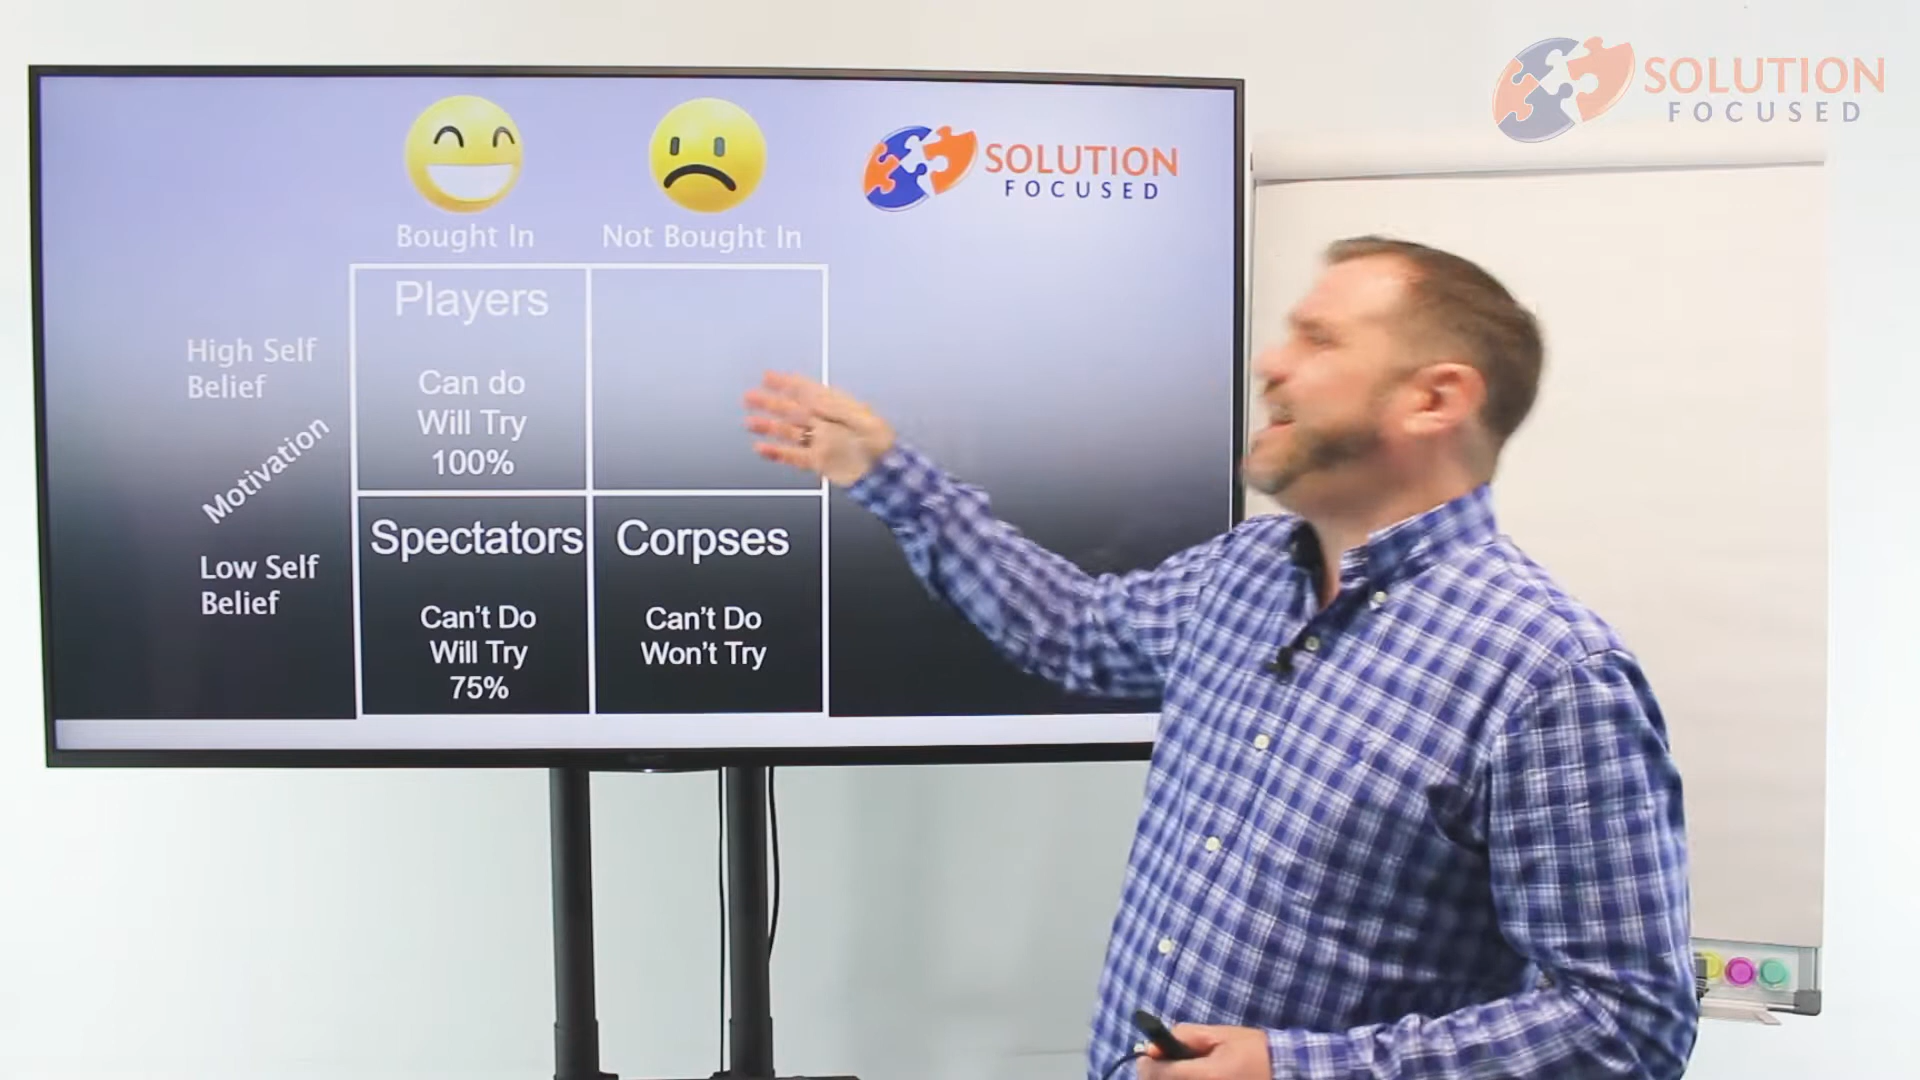 SOLUTION
FOCUSED
SOLUTION
FOCUSED
Bought In
Not Bought In
High Self
Belief
Motivation
Low Self
Belief
Players
Can do
Will Try
100%
Spectators
Can't Do
Will Try
75%
Corpses
Can't Do
Won't Try